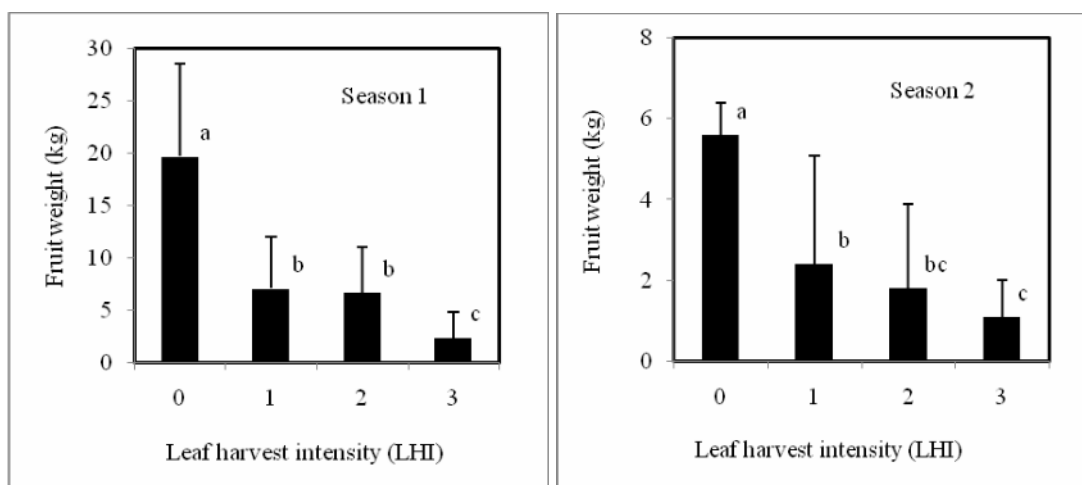 30
25
20
15
10
5
0
Fruit weight (kg)
Season 1
a
b
b
c
0 1 2 3
Leaf harvest intensity (LHI)
8
6
4
2
0
Fruit weight (kg)
Season 2
a
b
bc
c
0 1 2 3
Leaf harvest intensity (LHI)